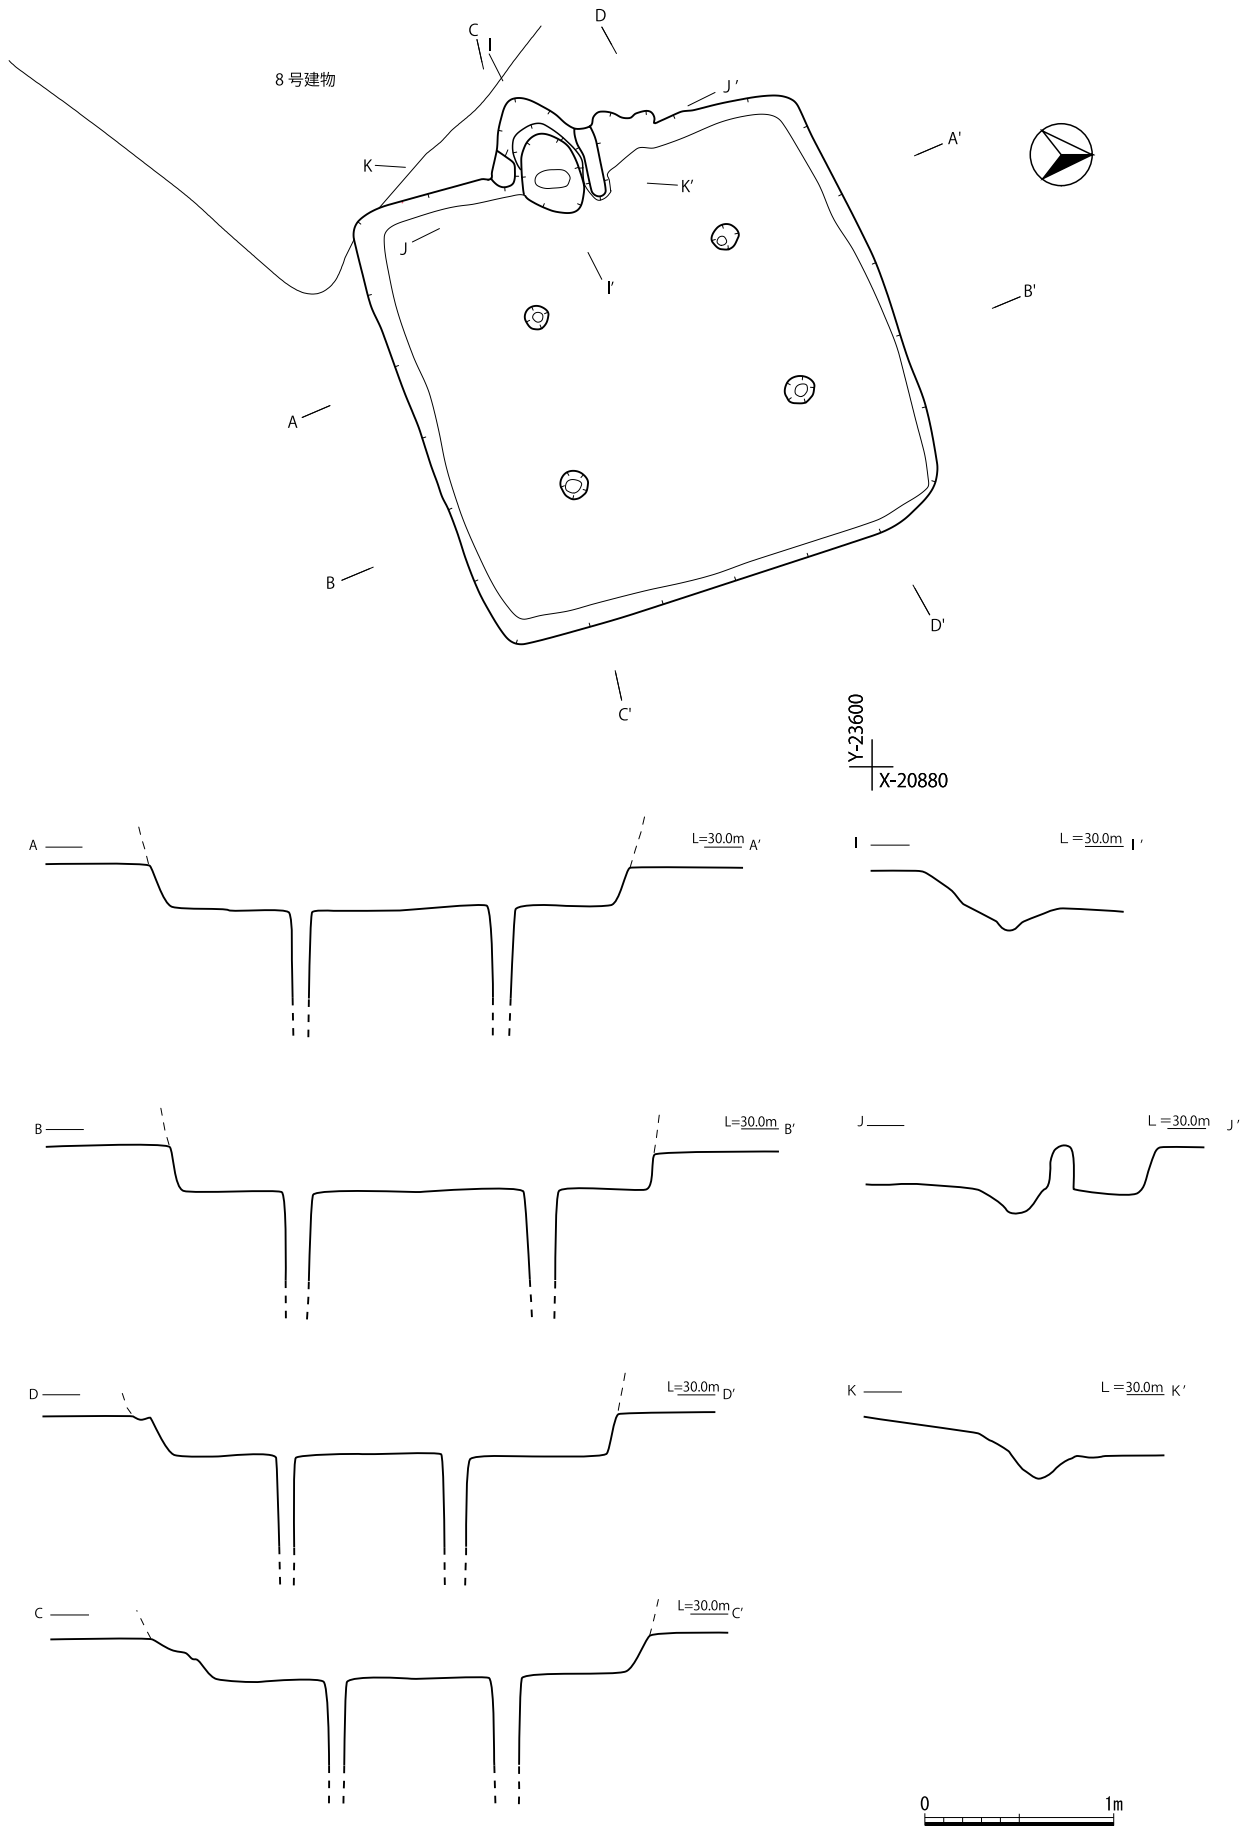 C
I
D
8 号建物
J′
A'
K
K′
J
I′
B'
A
B
D'
C'
Y-23600
X-20880
A
L=30.0m A′
I
L=30.0m I′
B
L=30.0m B′
J
L=30.0m J′
D
L=30.0m D′
K
L=30.0m K′
C
L=30.0m C′
0 1m